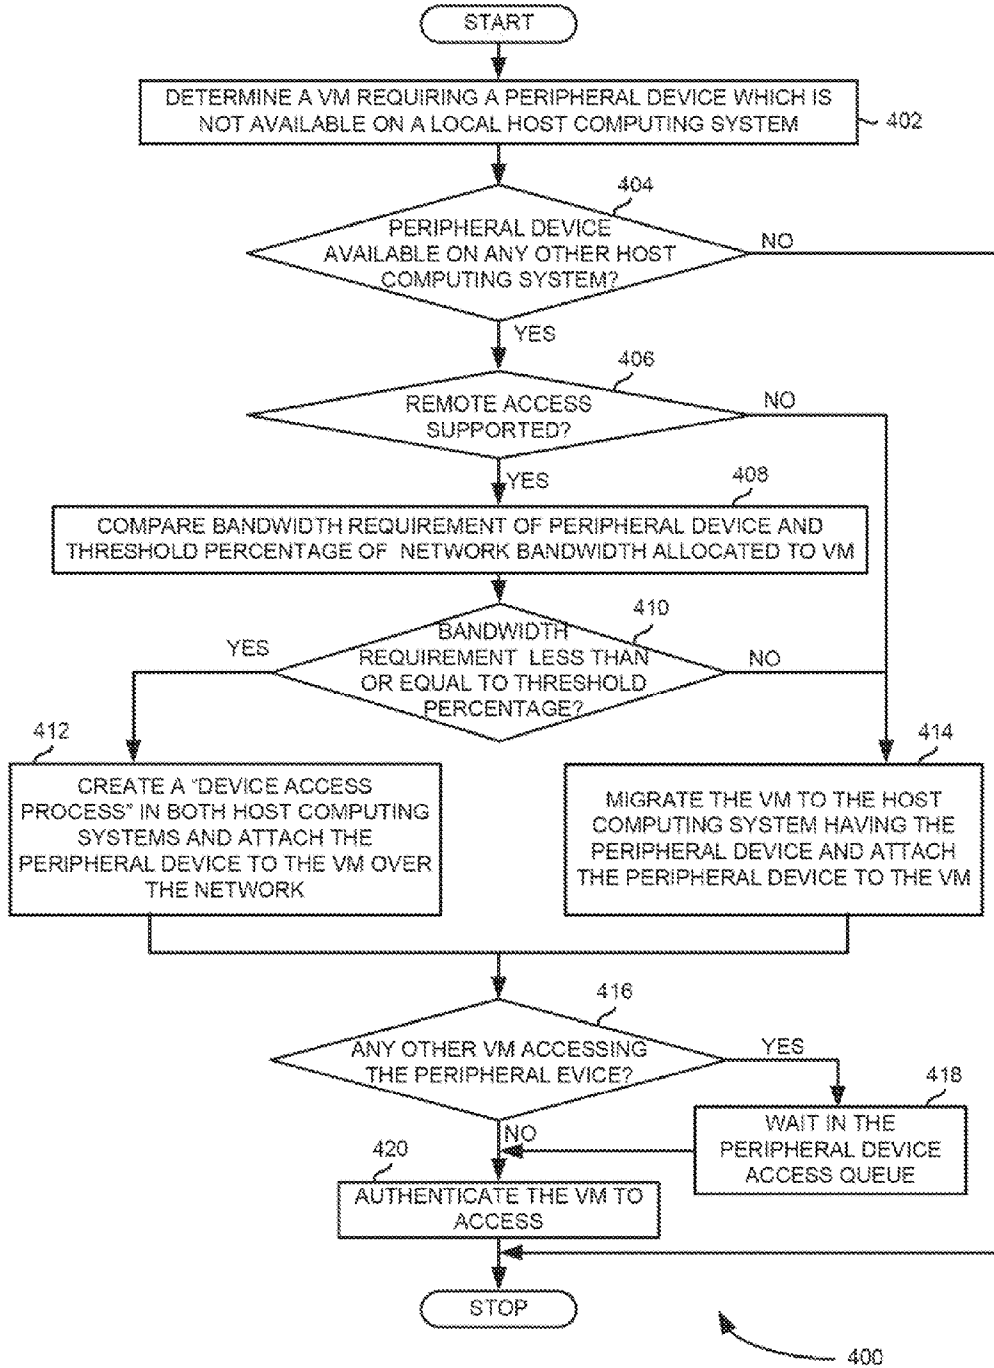 START
DETERMINE A VM REQUIRING A PERIPHERAL DEVICE WHICH IS
NOT AVAILABLE ON A LOCAL HOST COMPUTING SYSTEM
402
404
PERIPHERAL DEVICE
AVAILABLE ON ANY OTHER HOST
COMPUTING SYSTEM?
NO
YES
406
REMOTE ACCESS
SUPPORTED?
NO
YES
408
COMPARE BANDWIDTH REQUIREMENT OF PERIPHERAL DEVICE AND
THRESHOLD PERCENTAGE OF NETWORK BANDWIDTH ALLOCATED TO VM
410
BANDWIDTH
REQUIREMENT LESS THAN
OR EQUAL TO THRESHOLD
PERCENTAGE?
YES
NO
412
CREATE A "DEVICE ACCESS
PROCESS" IN BOTH HOST COMPUTING
SYSTEMS AND ATTACH THE
PERIPHERAL DEVICE TO THE VM OVER
THE NETWORK
414
MIGRATE THE VM TO THE HOST
COMPUTING SYSTEM HAVING THE
PERIPHERAL DEVICE AND ATTACH
THE PERIPHERAL DEVICE TO THE VM
416
ANY OTHER VM ACCESSING
THE PERIPHERAL EVICE?
YES
NO
418
WAIT IN THE
PERIPHERAL DEVICE
ACCESS QUEUE
420
AUTHENTICATE THE VM TO
ACCESS
STOP
400